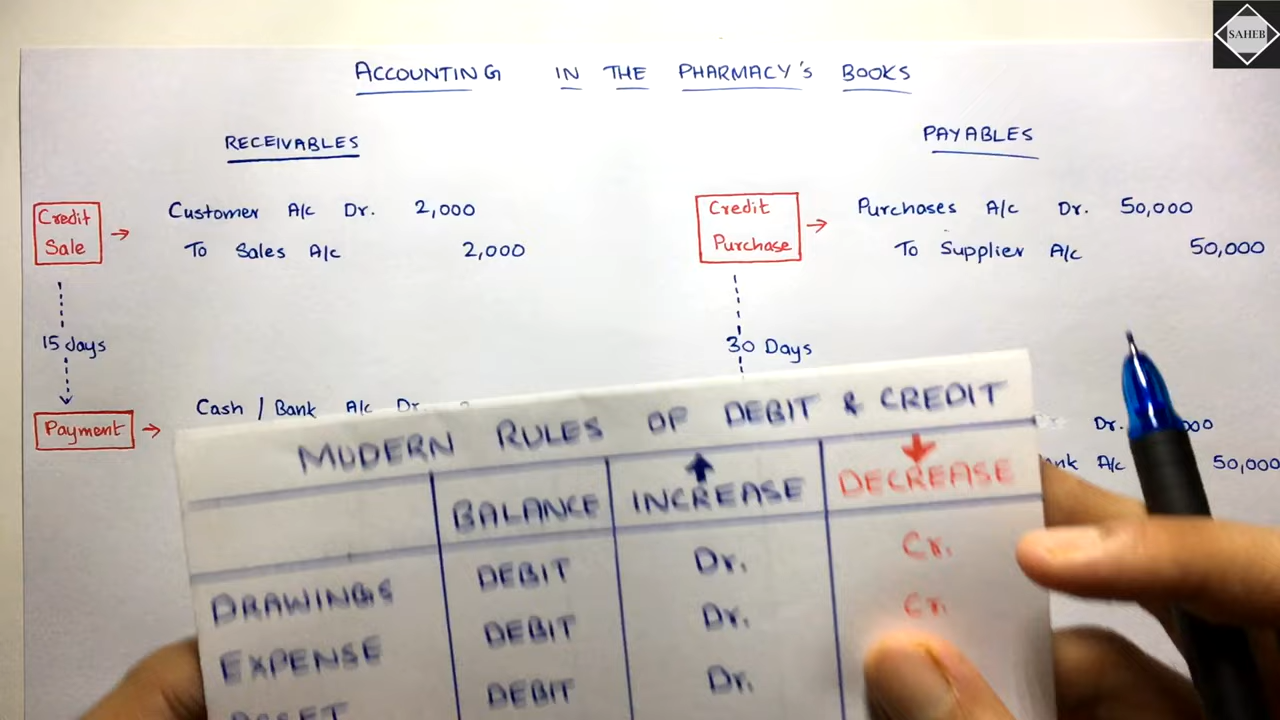 SAHEB
ACCOUNTING IN THE PHARMACY'S BOOKS
RECEIVABLES
Credit Sale → Customer A/c Dr. 2,000
To Sales A/c 2,000
15 days
Payment → Cash / Bank A/c Dr.
PAYABLES
Credit Purchase → Purchases A/c Dr. 50,000
To Supplier A/c 50,000
30 Days
Dr.
A/c 50,000
MODERN RULES OF DEBIT & CREDIT
BALANCE INCREASE DECREASE
DRAWINGS DEBIT Dr. Cr.
EXPENSE DEBIT Dr. Cr.
DEBIT Dr.